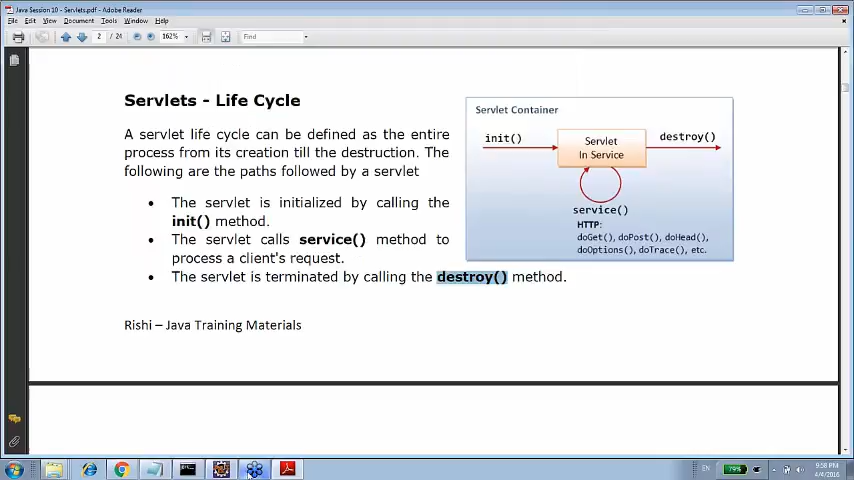 Java Session 10 - Servlets.pdf - Adobe Reader
File Edit View Document Tools Window Help
2 / 24 162% Find
Servlets - Life Cycle
A servlet life cycle can be defined as the entire
process from its creation till the destruction. The
following are the paths followed by a servlet
• The servlet is initialized by calling the
init() method.
• The servlet calls service() method to
process a client's request.
• The servlet is terminated by calling the destroy() method.
Servlet Container
init()
Servlet
In Service
destroy()
service()
HTTP:
doGet(), doPost(), doHead(),
doOptions(), doTrace(), etc.
Rishi – Java Training Materials
EN 79% 9:58 PM
4/4/2016